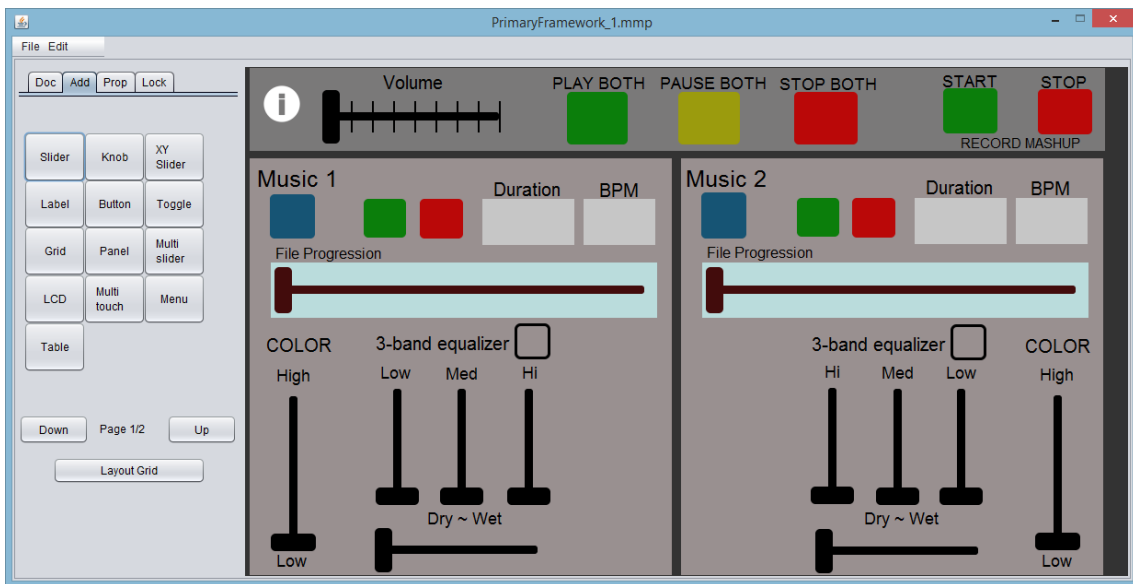 PrimaryFramework_1.mmp
File Edit
Doc Add Prop Lock
Slider Knob XY Slider
Label Button Toggle
Grid Panel Multi slider
LCD Multi touch Menu
Table
Down Page 1/2 Up
Layout Grid
i
Volume PLAY BOTH PAUSE BOTH STOP BOTH START STOP
RECORD MASHUP
Music 1 Duration BPM
File Progression
COLOR 3-band equalizer
High Low Med Hi
Dry ~ Wet
Low
Music 2 Duration BPM
File Progression
3-band equalizer COLOR
Hi Med Low High
Dry ~ Wet
Low